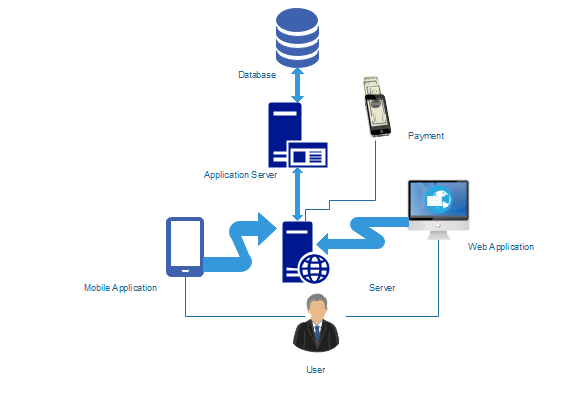 Database
Payment
Application Server
Web Application
Mobile Application
Server
User